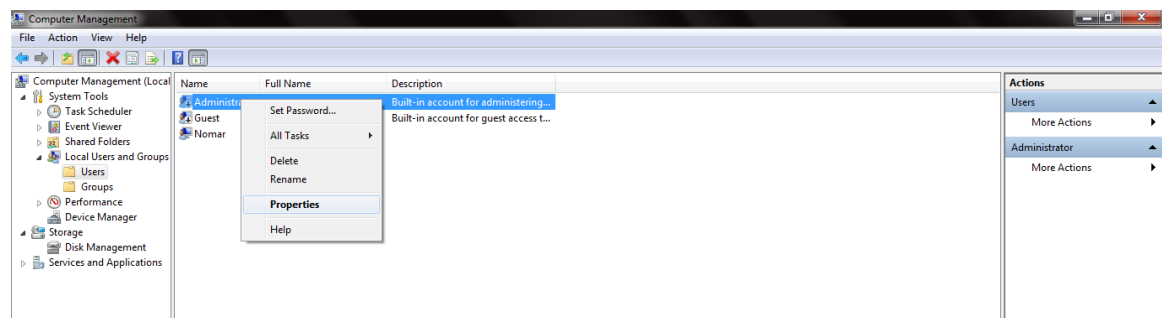 Computer Management
File Action View Help
Computer Management (Local
System Tools
Task Scheduler
Event Viewer
Shared Folders
Local Users and Groups
Users
Groups
Performance
Device Manager
Storage
Disk Management
Services and Applications
Name Full Name Description
Administra Built-in account for administering...
Guest Built-in account for guest access t...
Nomar
Set Password...
All Tasks
Delete
Rename
Properties
Help
Actions
Users
More Actions
Administrator
More Actions